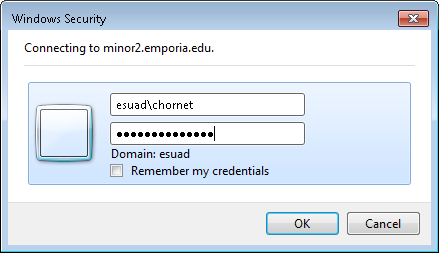 Windows Security
Connecting to minor2.emporia.edu.
esuad\chornet
●●●●●●●●●●●●●●
Domain: esuad
Remember my credentials
OK
Cancel